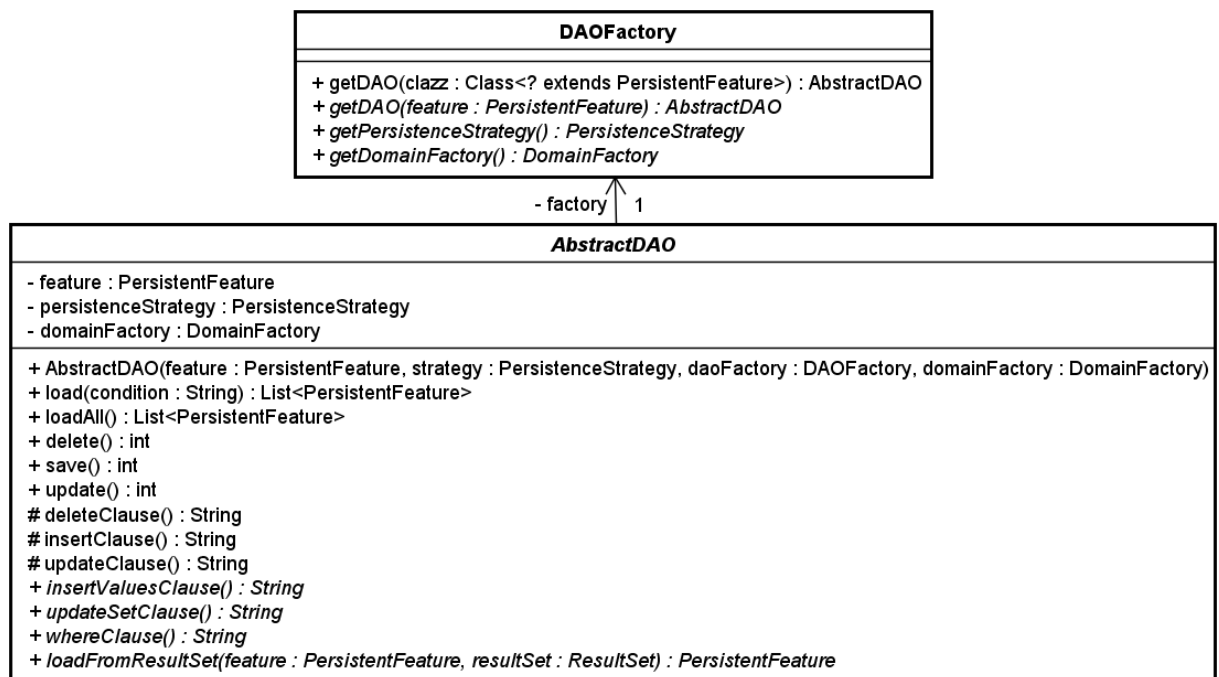 DAOFactory
+ getDAO(clazz : Class<? extends PersistentFeature>) : AbstractDAO
+ getDAO(feature : PersistentFeature) : AbstractDAO
+ getPersistenceStrategy() : PersistenceStrategy
+ getDomainFactory() : DomainFactory
- factory 1
AbstractDAO
- feature : PersistentFeature
- persistenceStrategy : PersistenceStrategy
- domainFactory : DomainFactory
+ AbstractDAO(feature : PersistentFeature, strategy : PersistenceStrategy, daoFactory : DAOFactory, domainFactory : DomainFactory)
+ load(condition : String) : List<PersistentFeature>
+ loadAll() : List<PersistentFeature>
+ delete() : int
+ save() : int
+ update() : int
# deleteClause() : String
# insertClause() : String
# updateClause() : String
+ insertValuesClause() : String
+ updateSetClause() : String
+ whereClause() : String
+ loadFromResultSet(feature : PersistentFeature, resultSet : ResultSet) : PersistentFeature